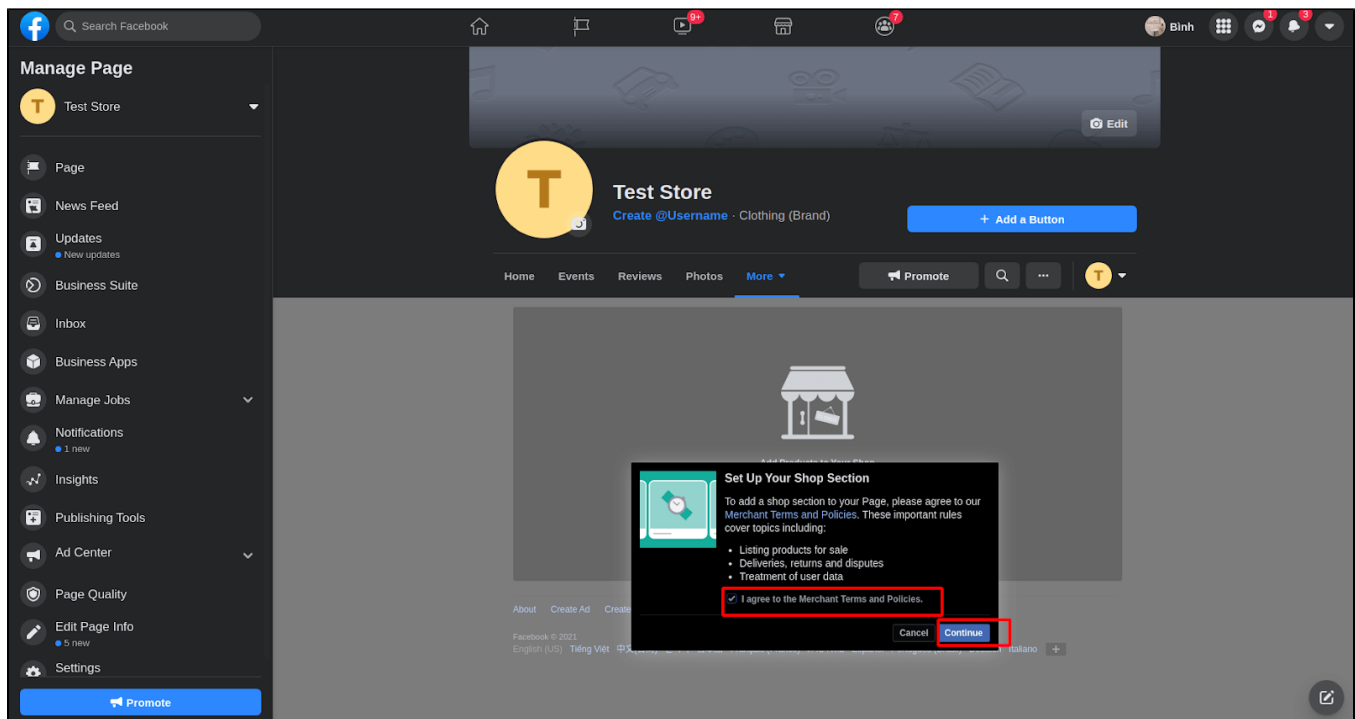 Search Facebook
9+
7
Bình
1
3
Manage Page
T
Test Store
Page
News Feed
Updates
New updates
Business Suite
Inbox
Business Apps
Manage Jobs
Notifications
1 new
Insights
Publishing Tools
Ad Center
Page Quality
Edit Page Info
5 new
Settings
Promote
Edit
T
Test Store
Create @Username · Clothing (Brand)
+ Add a Button
Home Events Reviews Photos More
Promote
T
Add Products to Your Shop
Set Up Your Shop Section
To add a shop section to your Page, please agree to our
Merchant Terms and Policies. These important rules
cover topics including:
• Listing products for sale
• Deliveries, returns and disputes
• Treatment of user data
I agree to the Merchant Terms and Policies.
Cancel Continue
About Create Ad Create
Facebook © 2021
English (US) Tiếng Việt Italiano +